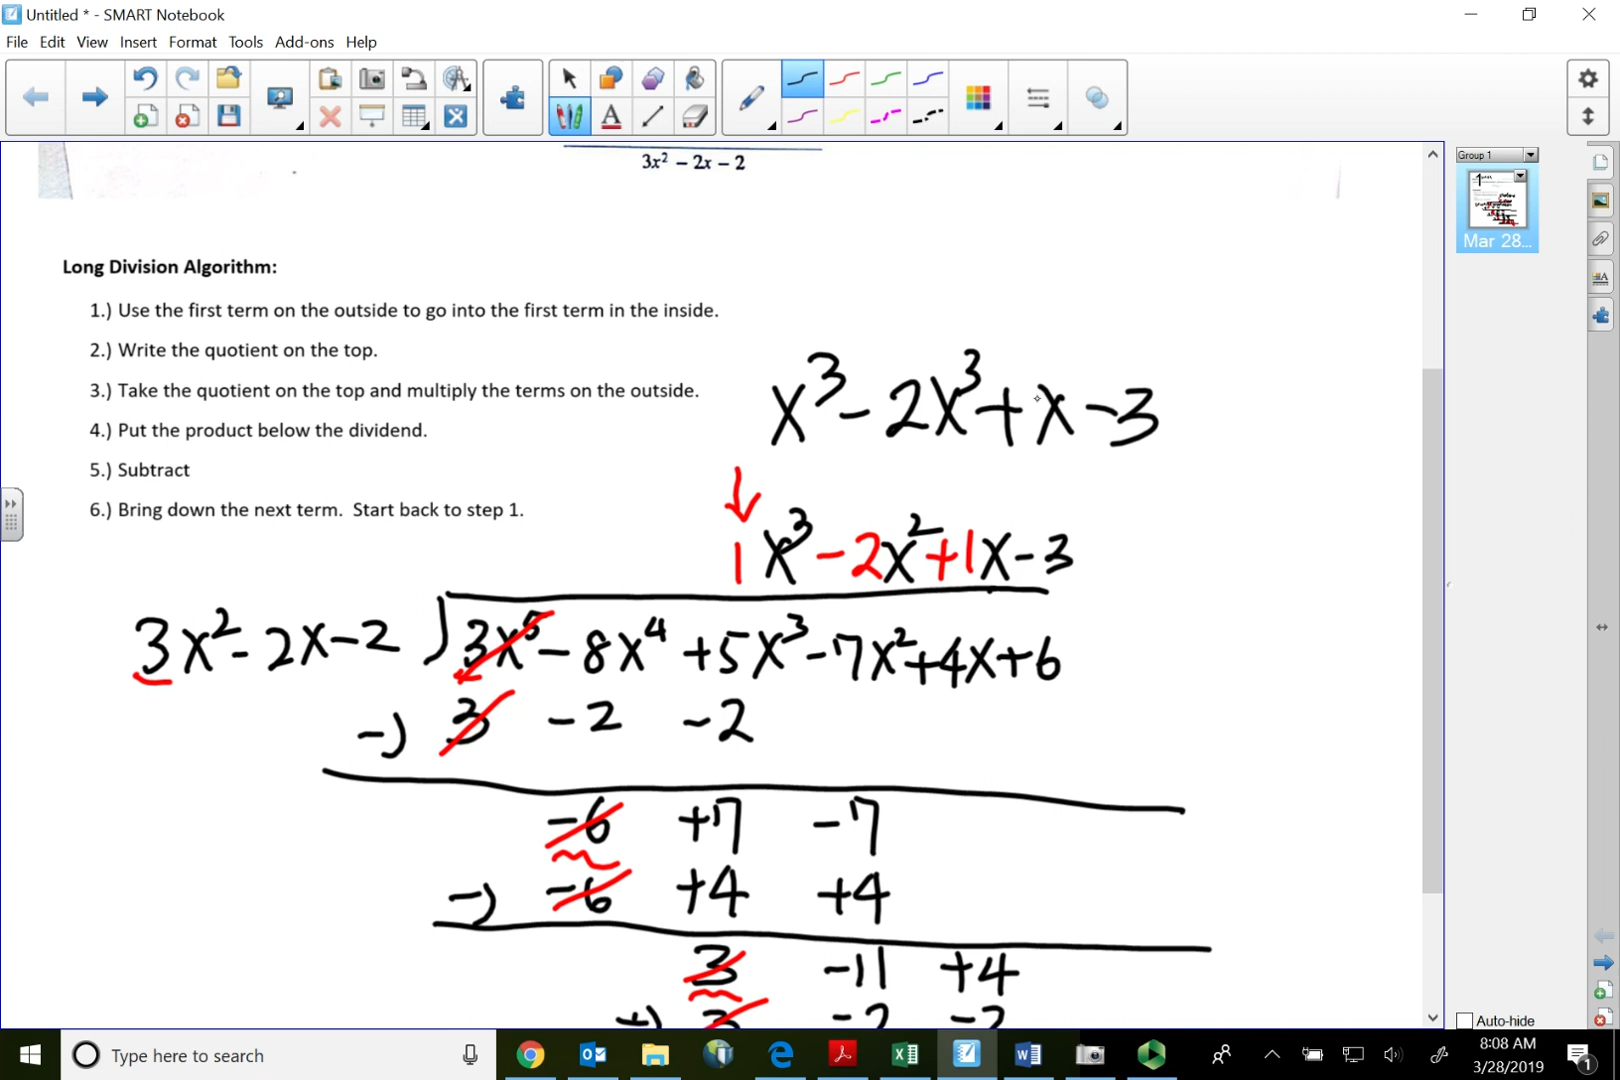 Untitled * - SMART Notebook
File Edit View Insert Format Tools Add-ons Help
3x² − 2x − 2
Group 1
Mar 28...
Long Division Algorithm:
1.) Use the first term on the outside to go into the first term in the inside.
2.) Write the quotient on the top.
3.) Take the quotient on the top and multiply the terms on the outside.
4.) Put the product below the dividend.
5.) Subtract
6.) Bring down the next term.  Start back to step 1.
x³ - 2x³ + x - 3
1x³ - 2x² + 1x - 3
3x² - 2x - 2 ) 3x⁵ - 8x⁴ + 5x³ - 7x² + 4x + 6
-) 3 -2 -2
-6 +7 -7
-) -6 +4 +4
3 -11 +4
-) 3 -2 -2
Auto-hide
Type here to search
8:08 AM
3/28/2019
1